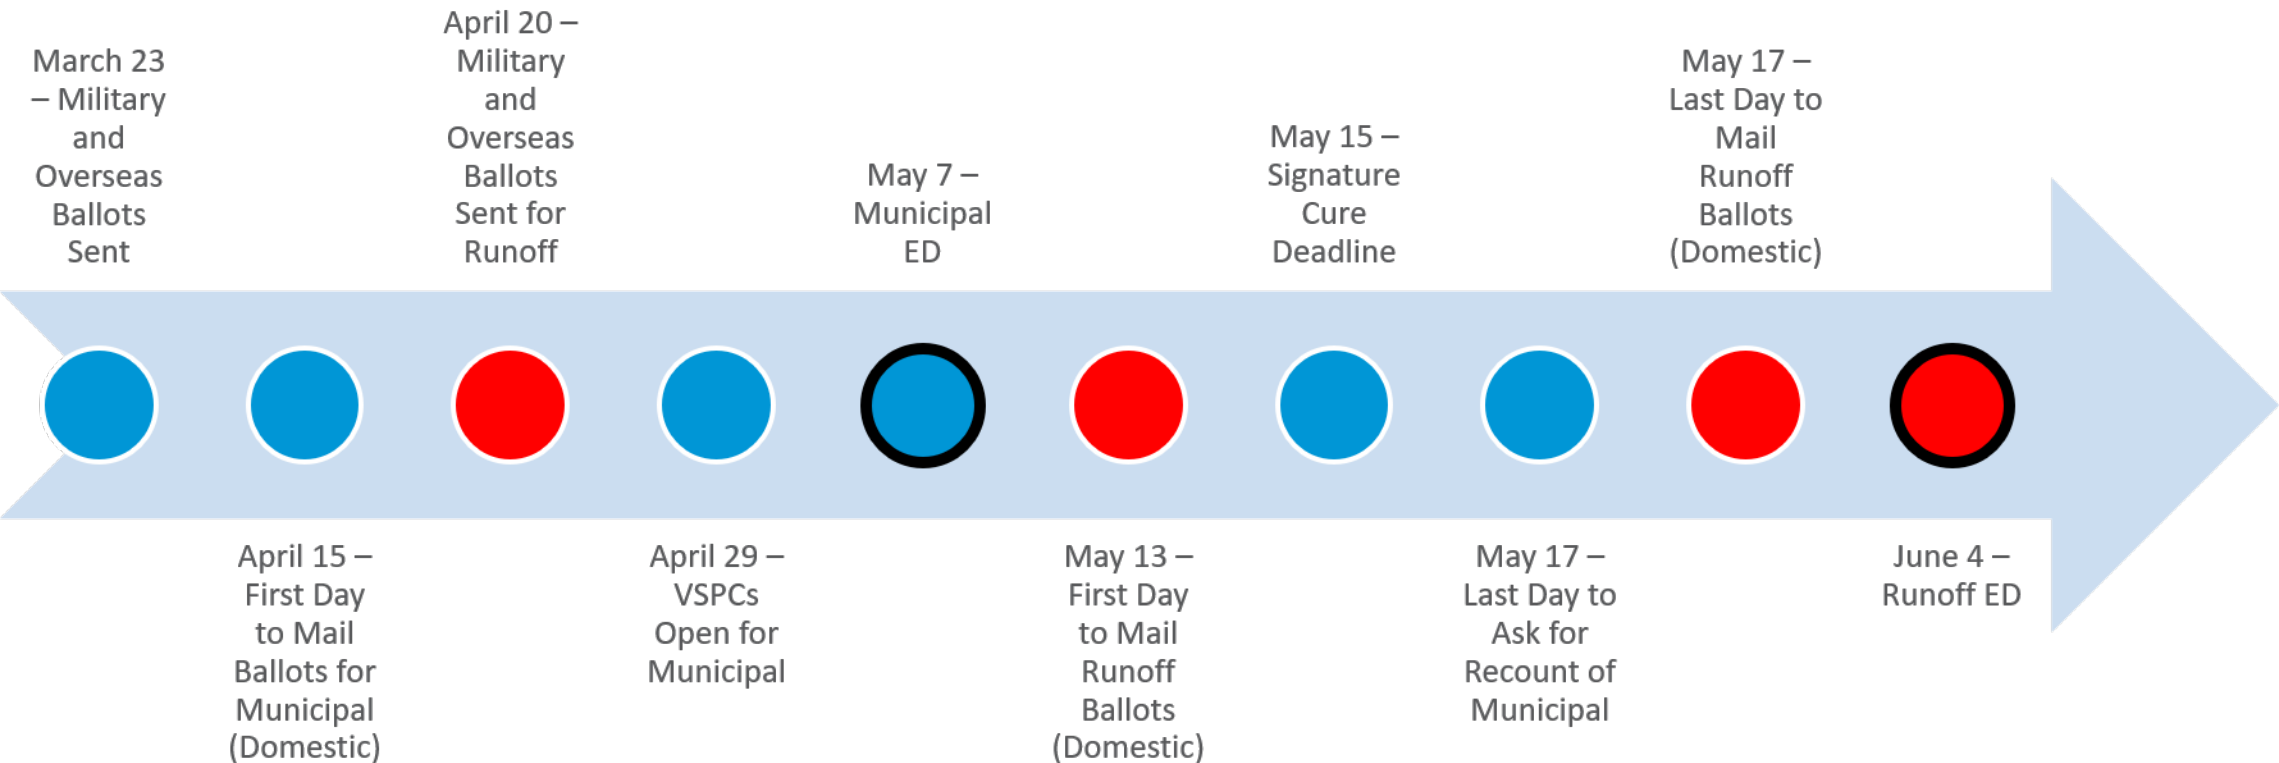 March 23
– Military
and
Overseas
Ballots
Sent
April 15 –
First Day
to Mail
Ballots for
Municipal
(Domestic)
April 20 –
Military
and
Overseas
Ballots
Sent for
Runoff
April 29 –
VSPCs
Open for
Municipal
May 7 –
Municipal
ED
May 13 –
First Day
to Mail
Runoff
Ballots
(Domestic)
May 15 –
Signature
Cure
Deadline
May 17 –
Last Day to
Ask for
Recount of
Municipal
May 17 –
Last Day to
Mail
Runoff
Ballots
(Domestic)
June 4 –
Runoff ED